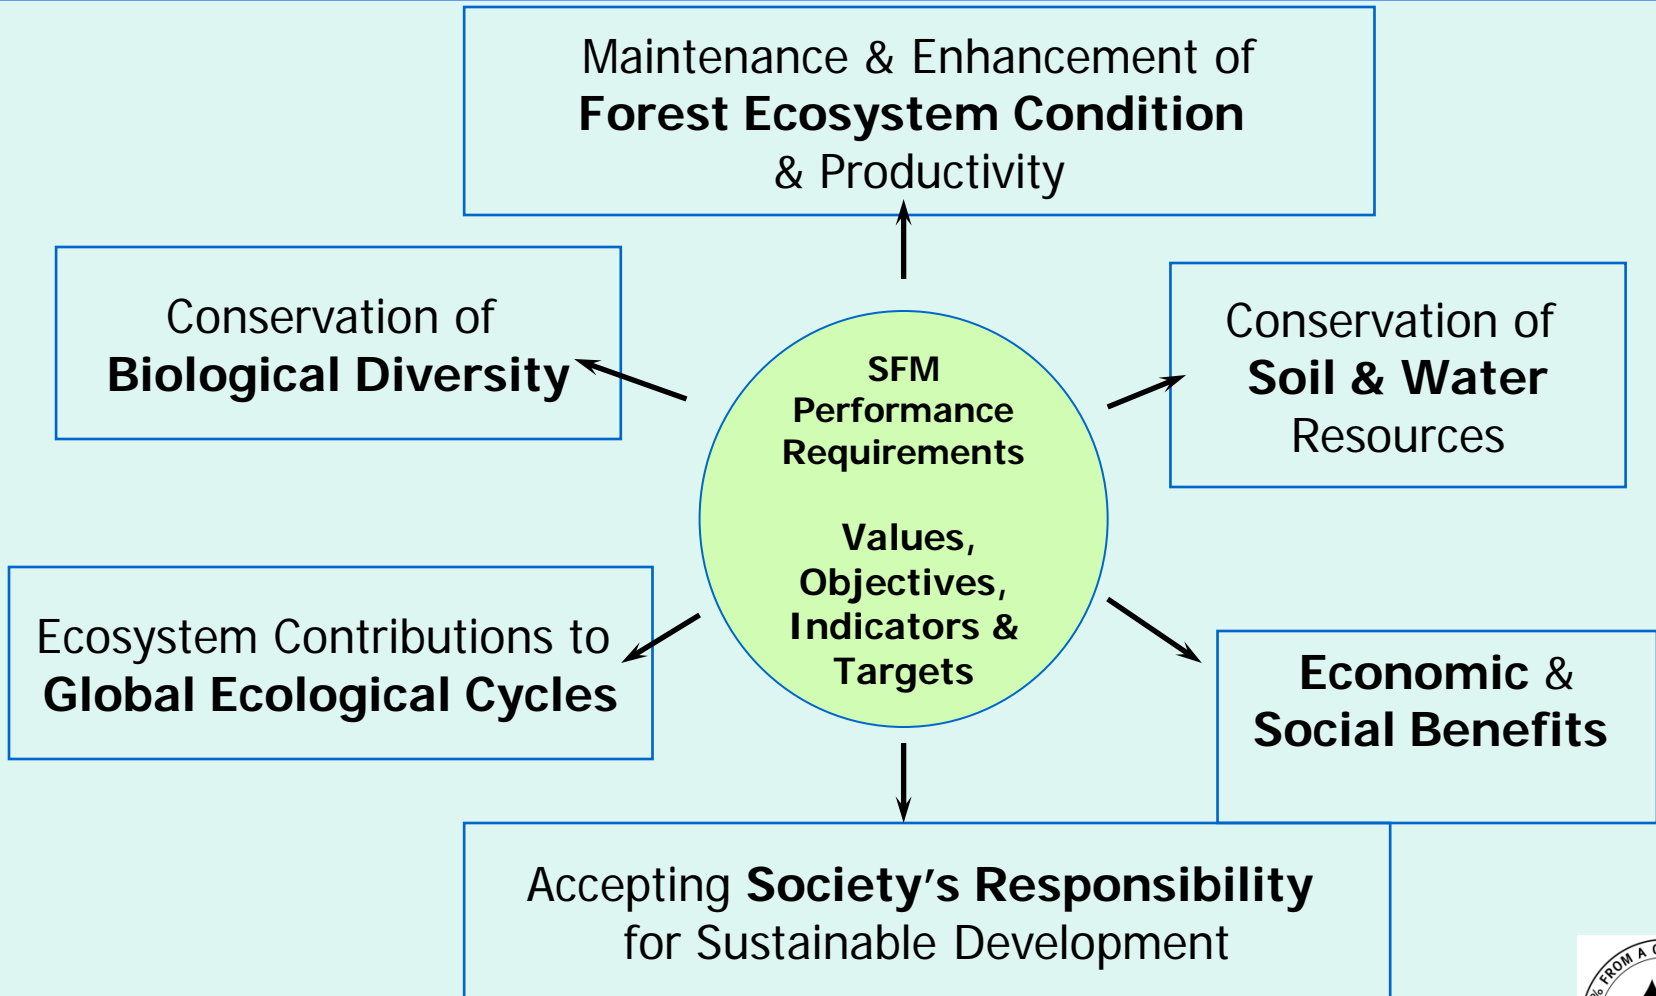 Maintenance & Enhancement of
Forest Ecosystem Condition
& Productivity
Conservation of
Biological Diversity
Conservation of
Soil & Water
Resources
SFM
Performance
Requirements
Values,
Objectives,
Indicators &
Targets
Ecosystem Contributions to
Global Ecological Cycles
Economic &
Social Benefits
Accepting Society's Responsibility
for Sustainable Development
% FROM A